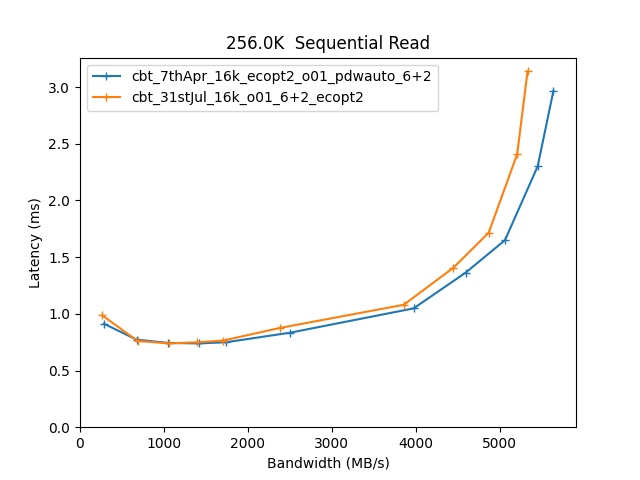 256.0K  Sequential Read
cbt_7thApr_16k_ecopt2_o01_pdwauto_6+2
cbt_31stJul_16k_o01_6+2_ecopt2
3.0
2.5
2.0
1.5
1.0
0.5
0.0
Latency (ms)
0 1000 2000 3000 4000 5000
Bandwidth (MB/s)